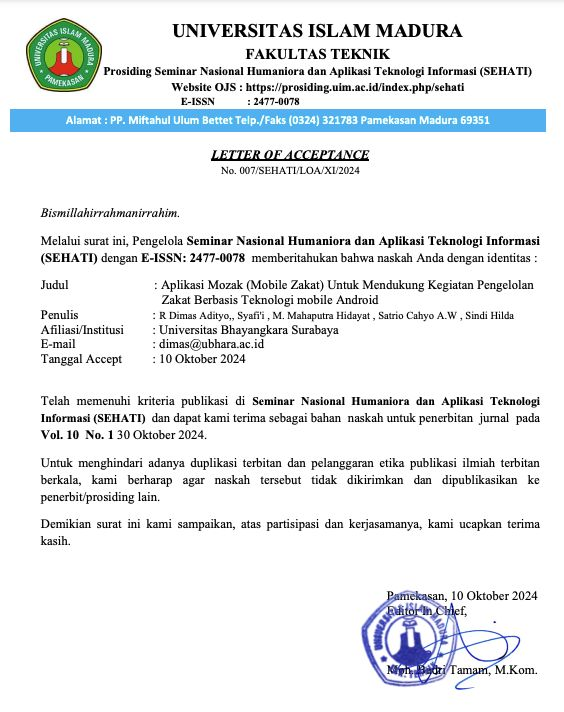 UNIVERSITAS ISLAM MADURA
PAMEKASAN
UNIVERSITAS ISLAM MADURA
FAKULTAS TEKNIK
Prosiding Seminar Nasional Humaniora dan Aplikasi Teknologi Informasi (SEHATI)
Website OJS : https://prosiding.uim.ac.id/index.php/sehati
E-ISSN : 2477-0078
Alamat : PP. Miftahul Ulum Bettet Telp./Faks (0324) 321783 Pamekasan Madura 69351
LETTER OF ACCEPTANCE
No. 007/SEHATI/LOA/XI/2024
Bismillahirrahmanirrahim.
Melalui surat ini, Pengelola Seminar Nasional Humaniora dan Aplikasi Teknologi Informasi
(SEHATI) dengan E-ISSN: 2477-0078 memberitahukan bahwa naskah Anda dengan identitas :
Judul : Aplikasi Mozak (Mobile Zakat) Untuk Mendukung Kegiatan Pengelolan
Zakat Berbasis Teknologi mobile Android
Penulis : R Dimas Adityo,, Syafi'i , M. Mahaputra Hidayat , Satrio Cahyo A.W , Sindi Hilda
Afiliasi/Institusi : Universitas Bhayangkara Surabaya
E-mail : dimas@ubhara.ac.id
Tanggal Accept : 10 Oktober 2024
Telah memenuhi kriteria publikasi di Seminar Nasional Humaniora dan Aplikasi Teknologi
Informasi (SEHATI) dan dapat kami terima sebagai bahan naskah untuk penerbitan jurnal pada
Vol. 10 No. 1 30 Oktober 2024.
Untuk menghindari adanya duplikasi terbitan dan pelanggaran etika publikasi ilmiah terbitan
berkala, kami berharap agar naskah tersebut tidak dikirimkan dan dipublikasikan ke
penerbit/prosiding lain.
Demikian surat ini kami sampaikan, atas partisipasi dan kerjasamanya, kami ucapkan terima
kasih.
Pamekasan, 10 Oktober 2024
Editor In Chief,
UNIVERSITAS ISLAM MADURA
Moh. Badri Tamam, M.Kom.